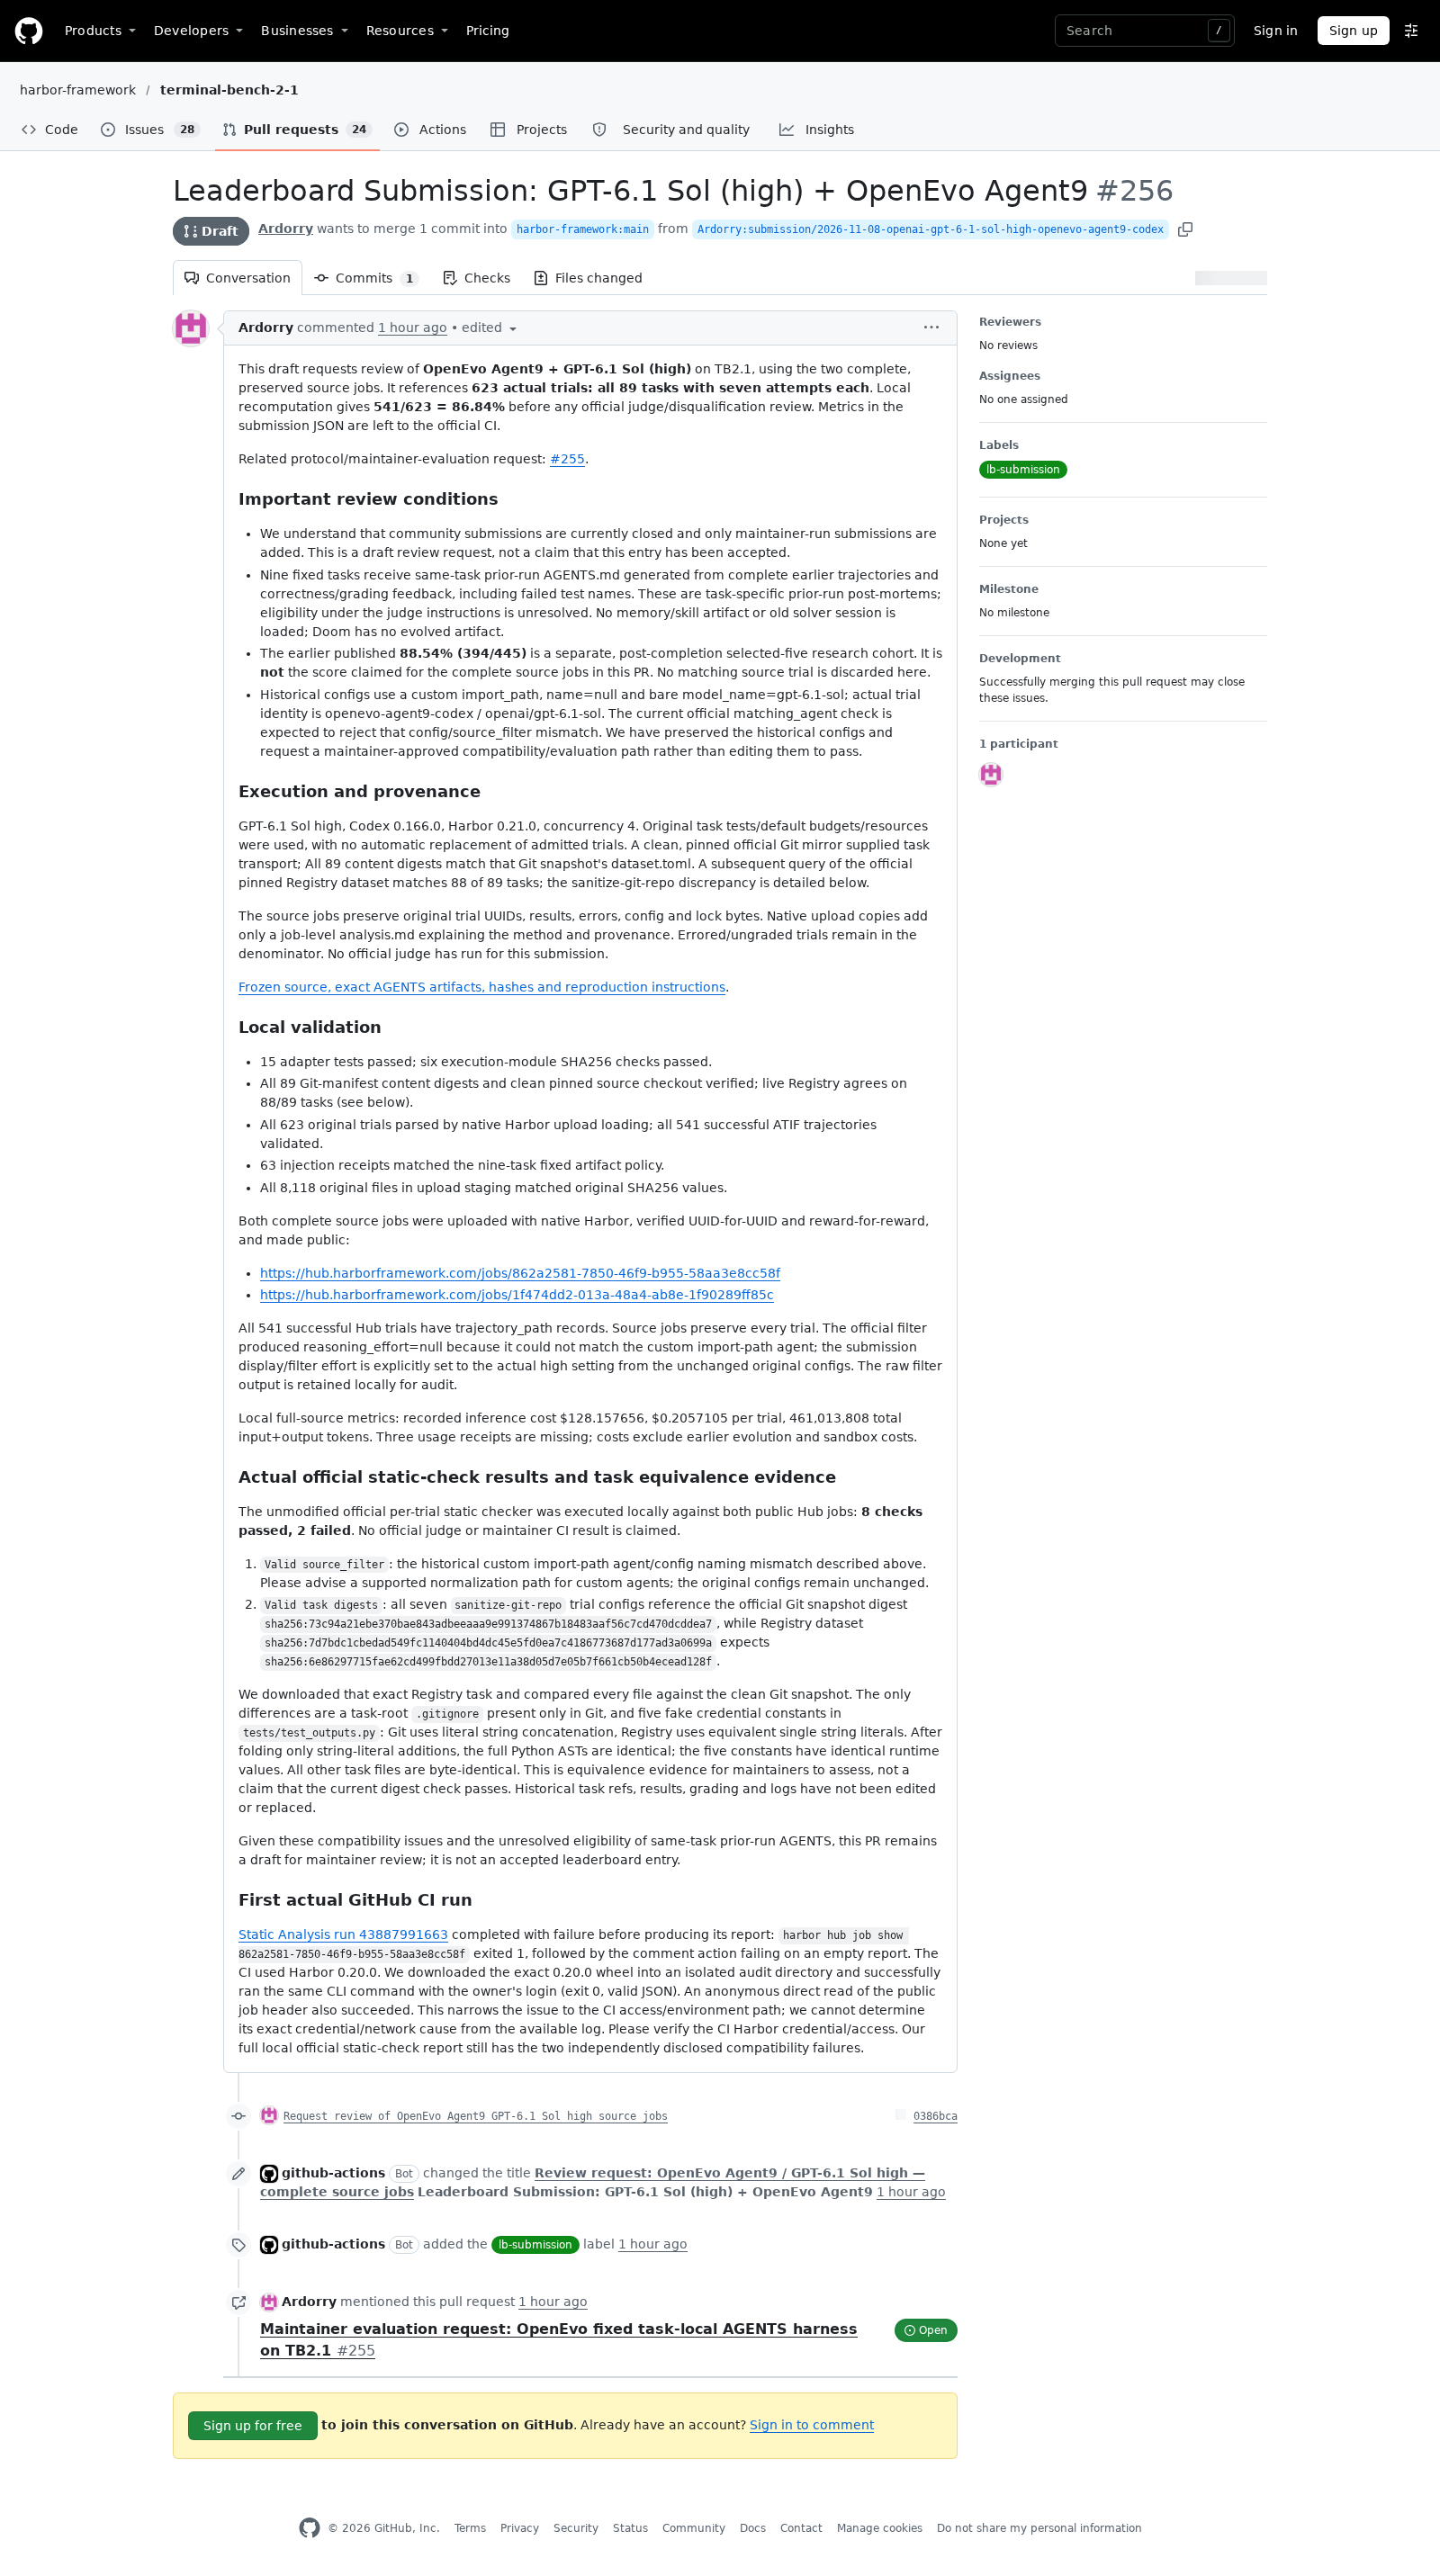 Products
Developers
Businesses
Resources
Pricing
Search
/
Sign in
Sign up
harbor-framework / terminal-bench-2-1
Code
Issues 28
Pull requests 24
Actions
Projects
Security and quality
Insights
Leaderboard Submission: GPT-6.1 Sol (high) + OpenEvo Agent9 #256
Draft
Ardorry wants to merge 1 commit into harbor-framework:main from Ardorry:submission/2026-11-08-openai-gpt-6-1-sol-high-openevo-agent9-codex
Conversation
Commits 1
Checks
Files changed
Ardorry commented 1 hour ago • edited
This draft requests review of OpenEvo Agent9 + GPT-6.1 Sol (high) on TB2.1, using the two complete,
preserved source jobs. It references 623 actual trials: all 89 tasks with seven attempts each. Local
recomputation gives 541/623 = 86.84% before any official judge/disqualification review. Metrics in the
submission JSON are left to the official CI.
Related protocol/maintainer-evaluation request: #255.
Important review conditions
• We understand that community submissions are currently closed and only maintainer-run submissions are
added. This is a draft review request, not a claim that this entry has been accepted.
• Nine fixed tasks receive same-task prior-run AGENTS.md generated from complete earlier trajectories and
correctness/grading feedback, including failed test names. These are task-specific prior-run post-mortems;
eligibility under the judge instructions is unresolved. No memory/skill artifact or old solver session is
loaded; Doom has no evolved artifact.
• The earlier published 88.54% (394/445) is a separate, post-completion selected-five research cohort. It is
not the score claimed for the complete source jobs in this PR. No matching source trial is discarded here.
• Historical configs use a custom import_path, name=null and bare model_name=gpt-6.1-sol; actual trial
identity is openevo-agent9-codex / openai/gpt-6.1-sol. The current official matching_agent check is
expected to reject that config/source_filter mismatch. We have preserved the historical configs and
request a maintainer-approved compatibility/evaluation path rather than editing them to pass.
Execution and provenance
GPT-6.1 Sol high, Codex 0.166.0, Harbor 0.21.0, concurrency 4. Original task tests/default budgets/resources
were used, with no automatic replacement of admitted trials. A clean, pinned official Git mirror supplied task
transport; All 89 content digests match that Git snapshot's dataset.toml. A subsequent query of the official
pinned Registry dataset matches 88 of 89 tasks; the sanitize-git-repo discrepancy is detailed below.
The source jobs preserve original trial UUIDs, results, errors, config and lock bytes. Native upload copies add
only a job-level analysis.md explaining the method and provenance. Errored/ungraded trials remain in the
denominator. No official judge has run for this submission.
Frozen source, exact AGENTS artifacts, hashes and reproduction instructions.
Local validation
• 15 adapter tests passed; six execution-module SHA256 checks passed.
• All 89 Git-manifest content digests and clean pinned source checkout verified; live Registry agrees on
88/89 tasks (see below).
• All 623 original trials parsed by native Harbor upload loading; all 541 successful ATIF trajectories
validated.
• 63 injection receipts matched the nine-task fixed artifact policy.
• All 8,118 original files in upload staging matched original SHA256 values.
Both complete source jobs were uploaded with native Harbor, verified UUID-for-UUID and reward-for-reward,
and made public:
• https://hub.harborframework.com/jobs/862a2581-7850-46f9-b955-58aa3e8cc58f
• https://hub.harborframework.com/jobs/1f474dd2-013a-48a4-ab8e-1f90289ff85c
All 541 successful Hub trials have trajectory_path records. Source jobs preserve every trial. The official filter
produced reasoning_effort=null because it could not match the custom import-path agent; the submission
display/filter effort is explicitly set to the actual high setting from the unchanged original configs. The raw filter
output is retained locally for audit.
Local full-source metrics: recorded inference cost $128.157656, $0.2057105 per trial, 461,013,808 total
input+output tokens. Three usage receipts are missing; costs exclude earlier evolution and sandbox costs.
Actual official static-check results and task equivalence evidence
The unmodified official per-trial static checker was executed locally against both public Hub jobs: 8 checks
passed, 2 failed. No official judge or maintainer CI result is claimed.
1. Valid source_filter: the historical custom import-path agent/config naming mismatch described above.
Please advise a supported normalization path for custom agents; the original configs remain unchanged.
2. Valid task digests: all seven sanitize-git-repo trial configs reference the official Git snapshot digest
sha256:73c94a21ebe370bae843adbeeaaa9e991374867b18483aaf56c7cd470dcddea7, while Registry dataset
sha256:7d7bdc1cbedad549fc1140404bd4dc45e5fd0ea7c4186773687d177ad3a0699a expects
sha256:6e86297715fae62cd499fbdd27013e11a38d05d7e05b7f661cb50b4ecead128f.
We downloaded that exact Registry task and compared every file against the clean Git snapshot. The only
differences are a task-root .gitignore present only in Git, and five fake credential constants in
tests/test_outputs.py: Git uses literal string concatenation, Registry uses equivalent single string literals. After
folding only string-literal additions, the full Python ASTs are identical; the five constants have identical runtime
values. All other task files are byte-identical. This is equivalence evidence for maintainers to assess, not a
claim that the current digest check passes. Historical task refs, results, grading and logs have not been edited
or replaced.
Given these compatibility issues and the unresolved eligibility of same-task prior-run AGENTS, this PR remains
a draft for maintainer review; it is not an accepted leaderboard entry.
First actual GitHub CI run
Static Analysis run 43887991663 completed with failure before producing its report: harbor hub job show
862a2581-7850-46f9-b955-58aa3e8cc58f exited 1, followed by the comment action failing on an empty report. The
CI used Harbor 0.20.0. We downloaded the exact 0.20.0 wheel into an isolated audit directory and successfully
ran the same CLI command with the owner's login (exit 0, valid JSON). An anonymous direct read of the public
job header also succeeded. This narrows the issue to the CI access/environment path; we cannot determine
its exact credential/network cause from the available log. Please verify the CI Harbor credential/access. Our
full local official static-check report still has the two independently disclosed compatibility failures.
Request review of OpenEvo Agent9 GPT-6.1 Sol high source jobs 0386bca
github-actions Bot changed the title Review request: OpenEvo Agent9 / GPT-6.1 Sol high —
complete source jobs Leaderboard Submission: GPT-6.1 Sol (high) + OpenEvo Agent9 1 hour ago
github-actions Bot added the lb-submission label 1 hour ago
Ardorry mentioned this pull request 1 hour ago
Maintainer evaluation request: OpenEvo fixed task-local AGENTS harness
on TB2.1 #255
Open
Sign up for free to join this conversation on GitHub. Already have an account? Sign in to comment
Reviewers
No reviews
Assignees
No one assigned
Labels
lb-submission
Projects
None yet
Milestone
No milestone
Development
Successfully merging this pull request may close
these issues.
1 participant
© 2026 GitHub, Inc.
Terms
Privacy
Security
Status
Community
Docs
Contact
Manage cookies
Do not share my personal information